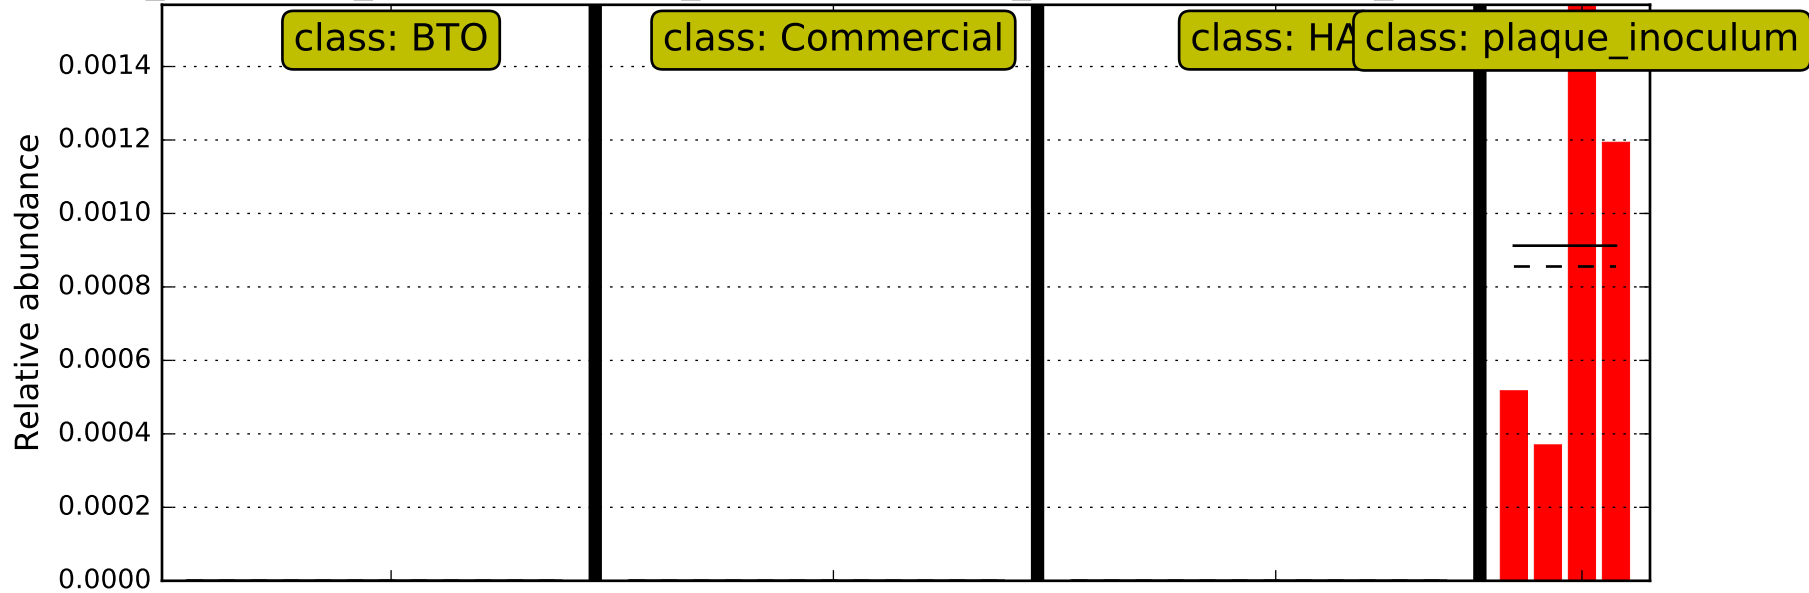 class: BTO
class: Commercial
class: HA
class: plaque_inoculum
0.0014
0.0012
0.0010
0.0008
0.0006
0.0004
0.0002
0.0000
Relative abundance